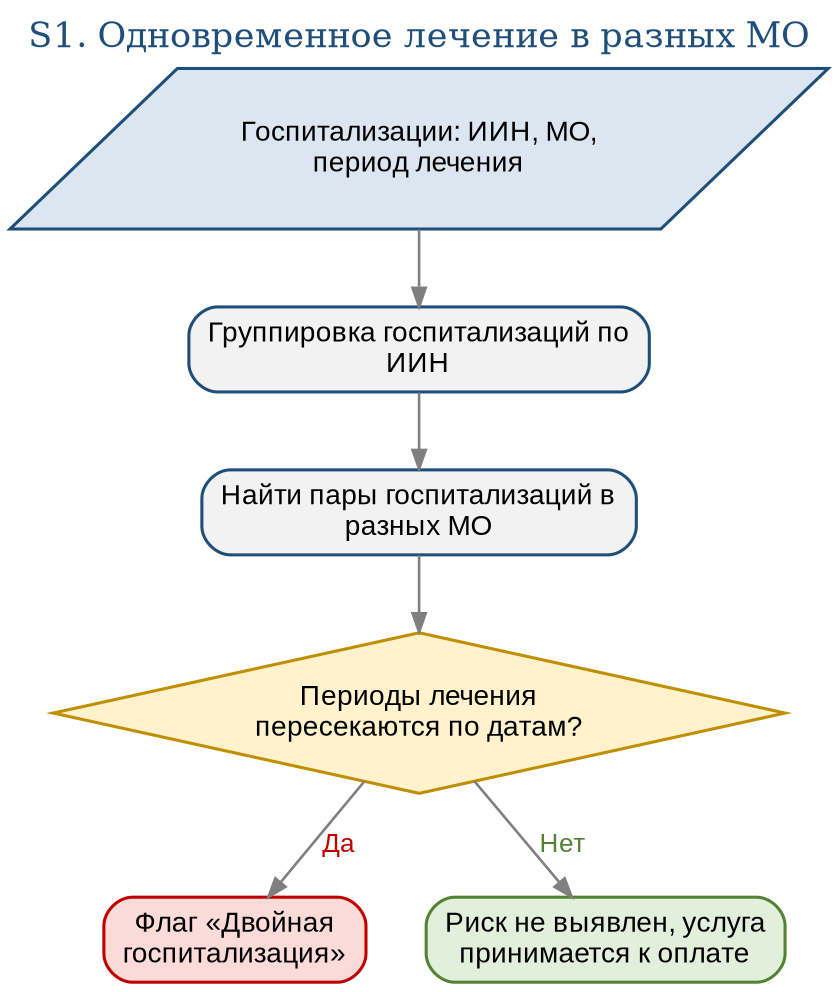 S1. Одновременное лечение в разных МО
Госпитализации: ИИН, МО,
период лечения
Группировка госпитализаций по
ИИН
Найти пары госпитализаций в
разных МО
Периоды лечения
пересекаются по датам?
Да
Нет
Флаг «Двойная
госпитализация»
Риск не выявлен, услуга
принимается к оплате